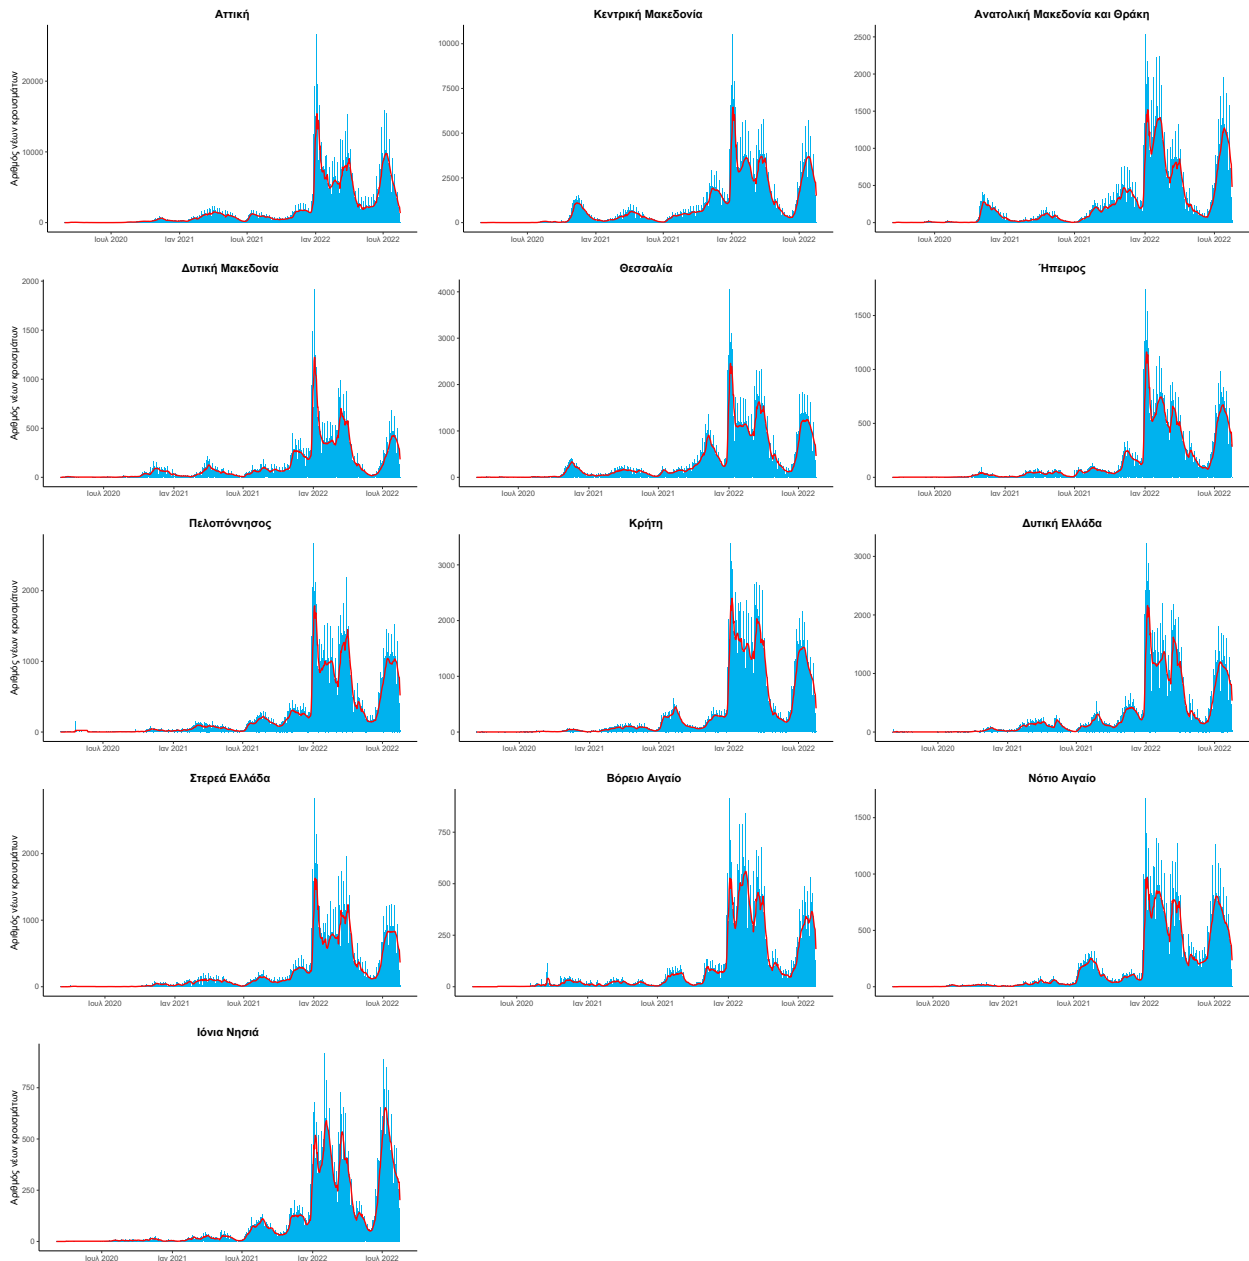 Αττική
Κεντρική Μακεδονία
Ανατολική Μακεδονία και Θράκη
Αριθμός νέων κρουσμάτων
20000
10000
0
Ιουλ 2020
Ιαν 2021
Ιουλ 2021
Ιαν 2022
Ιουλ 2022
10000
7500
5000
2500
0
Ιουλ 2020
Ιαν 2021
Ιουλ 2021
Ιαν 2022
Ιουλ 2022
2500
2000
1500
1000
500
0
Ιουλ 2020
Ιαν 2021
Ιουλ 2021
Ιαν 2022
Ιουλ 2022
Δυτική Μακεδονία
Θεσσαλία
Ήπειρος
Αριθμός νέων κρουσμάτων
2000
1500
1000
500
0
Ιουλ 2020
Ιαν 2021
Ιουλ 2021
Ιαν 2022
Ιουλ 2022
4000
3000
2000
1000
0
Ιουλ 2020
Ιαν 2021
Ιουλ 2021
Ιαν 2022
Ιουλ 2022
1500
1000
500
0
Ιουλ 2020
Ιαν 2021
Ιουλ 2021
Ιαν 2022
Ιουλ 2022
Πελοπόννησος
Κρήτη
Δυτική Ελλάδα
Αριθμός νέων κρουσμάτων
2000
1000
0
Ιουλ 2020
Ιαν 2021
Ιουλ 2021
Ιαν 2022
Ιουλ 2022
3000
2000
1000
0
Ιουλ 2020
Ιαν 2021
Ιουλ 2021
Ιαν 2022
Ιουλ 2022
3000
2000
1000
0
Ιουλ 2020
Ιαν 2021
Ιουλ 2021
Ιαν 2022
Ιουλ 2022
Στερεά Ελλάδα
Βόρειο Αιγαίο
Νότιο Αιγαίο
Αριθμός νέων κρουσμάτων
2000
1000
0
Ιουλ 2020
Ιαν 2021
Ιουλ 2021
Ιαν 2022
Ιουλ 2022
750
500
250
0
Ιουλ 2020
Ιαν 2021
Ιουλ 2021
Ιαν 2022
Ιουλ 2022
1500
1000
500
0
Ιουλ 2020
Ιαν 2021
Ιουλ 2021
Ιαν 2022
Ιουλ 2022
Ιόνια Νησιά
Αριθμός νέων κρουσμάτων
750
500
250
0
Ιουλ 2020
Ιαν 2021
Ιουλ 2021
Ιαν 2022
Ιουλ 2022